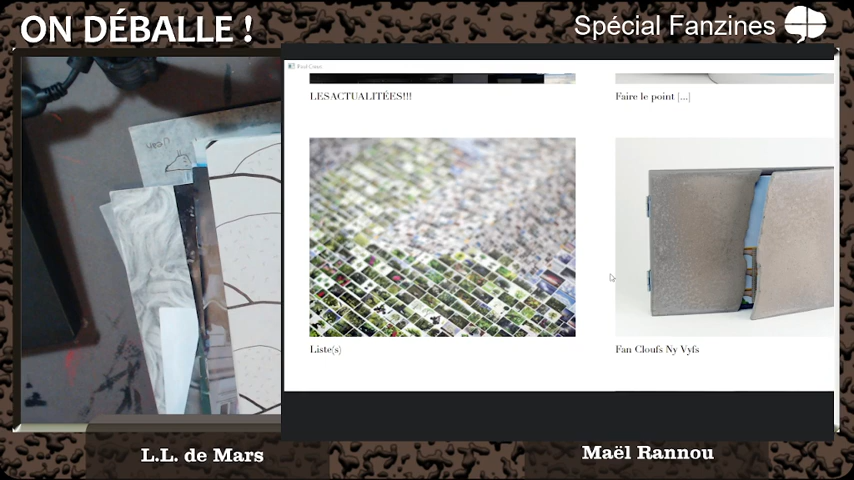 ON DÉBALLE !
Spécial Fanzines
LESACTUALITÉES!!!
Faire le point [...]
Liste(s)
Fan Cloufs Ny Vyfs
L.L. de Mars
Maël Rannou